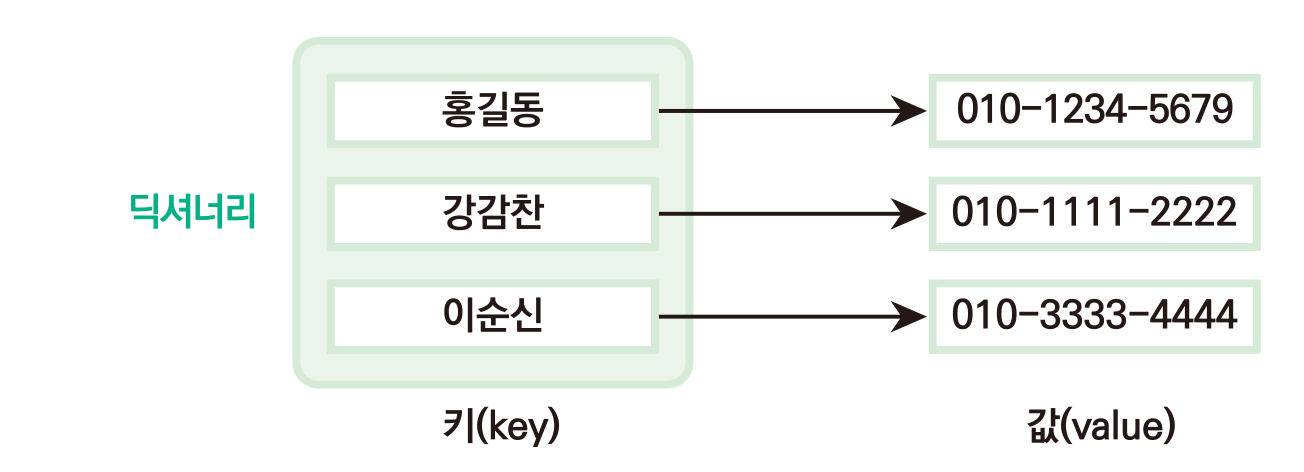 딕셔너리
홍길동 010-1234-5679
강감찬 010-1111-2222
이순신 010-3333-4444
키(key) 값(value)